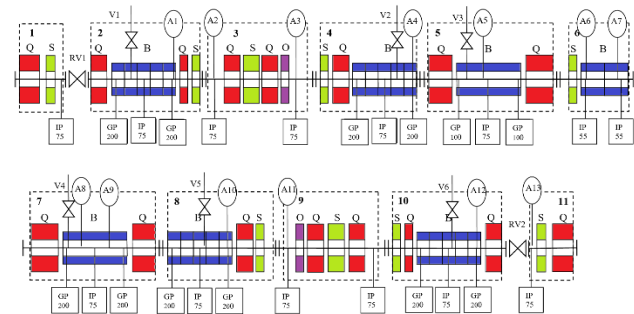 V1 A1 A2 A3 V2 A4 V3 A5 A6 A7
1 2 3 4 5 6
Q S RV1 Q B Q S Q S Q O S Q B Q B Q S B
IP 75 GP 200 IP 75 GP 200 IP 75 IP 75 GP 200 IP 75 GP 200 GP 100 IP 75 GP 100 IP 55 IP 55
V4 A8 A9 V5 A10 A11 V6 A12 A13
7 8 9 10 11
Q B Q B Q S O Q S Q S Q B Q RV2 S Q
GP 200 IP 75 GP 200 GP 200 IP 75 GP 200 IP 75 IP 75 GP 200 IP 75 GP 200 IP 75